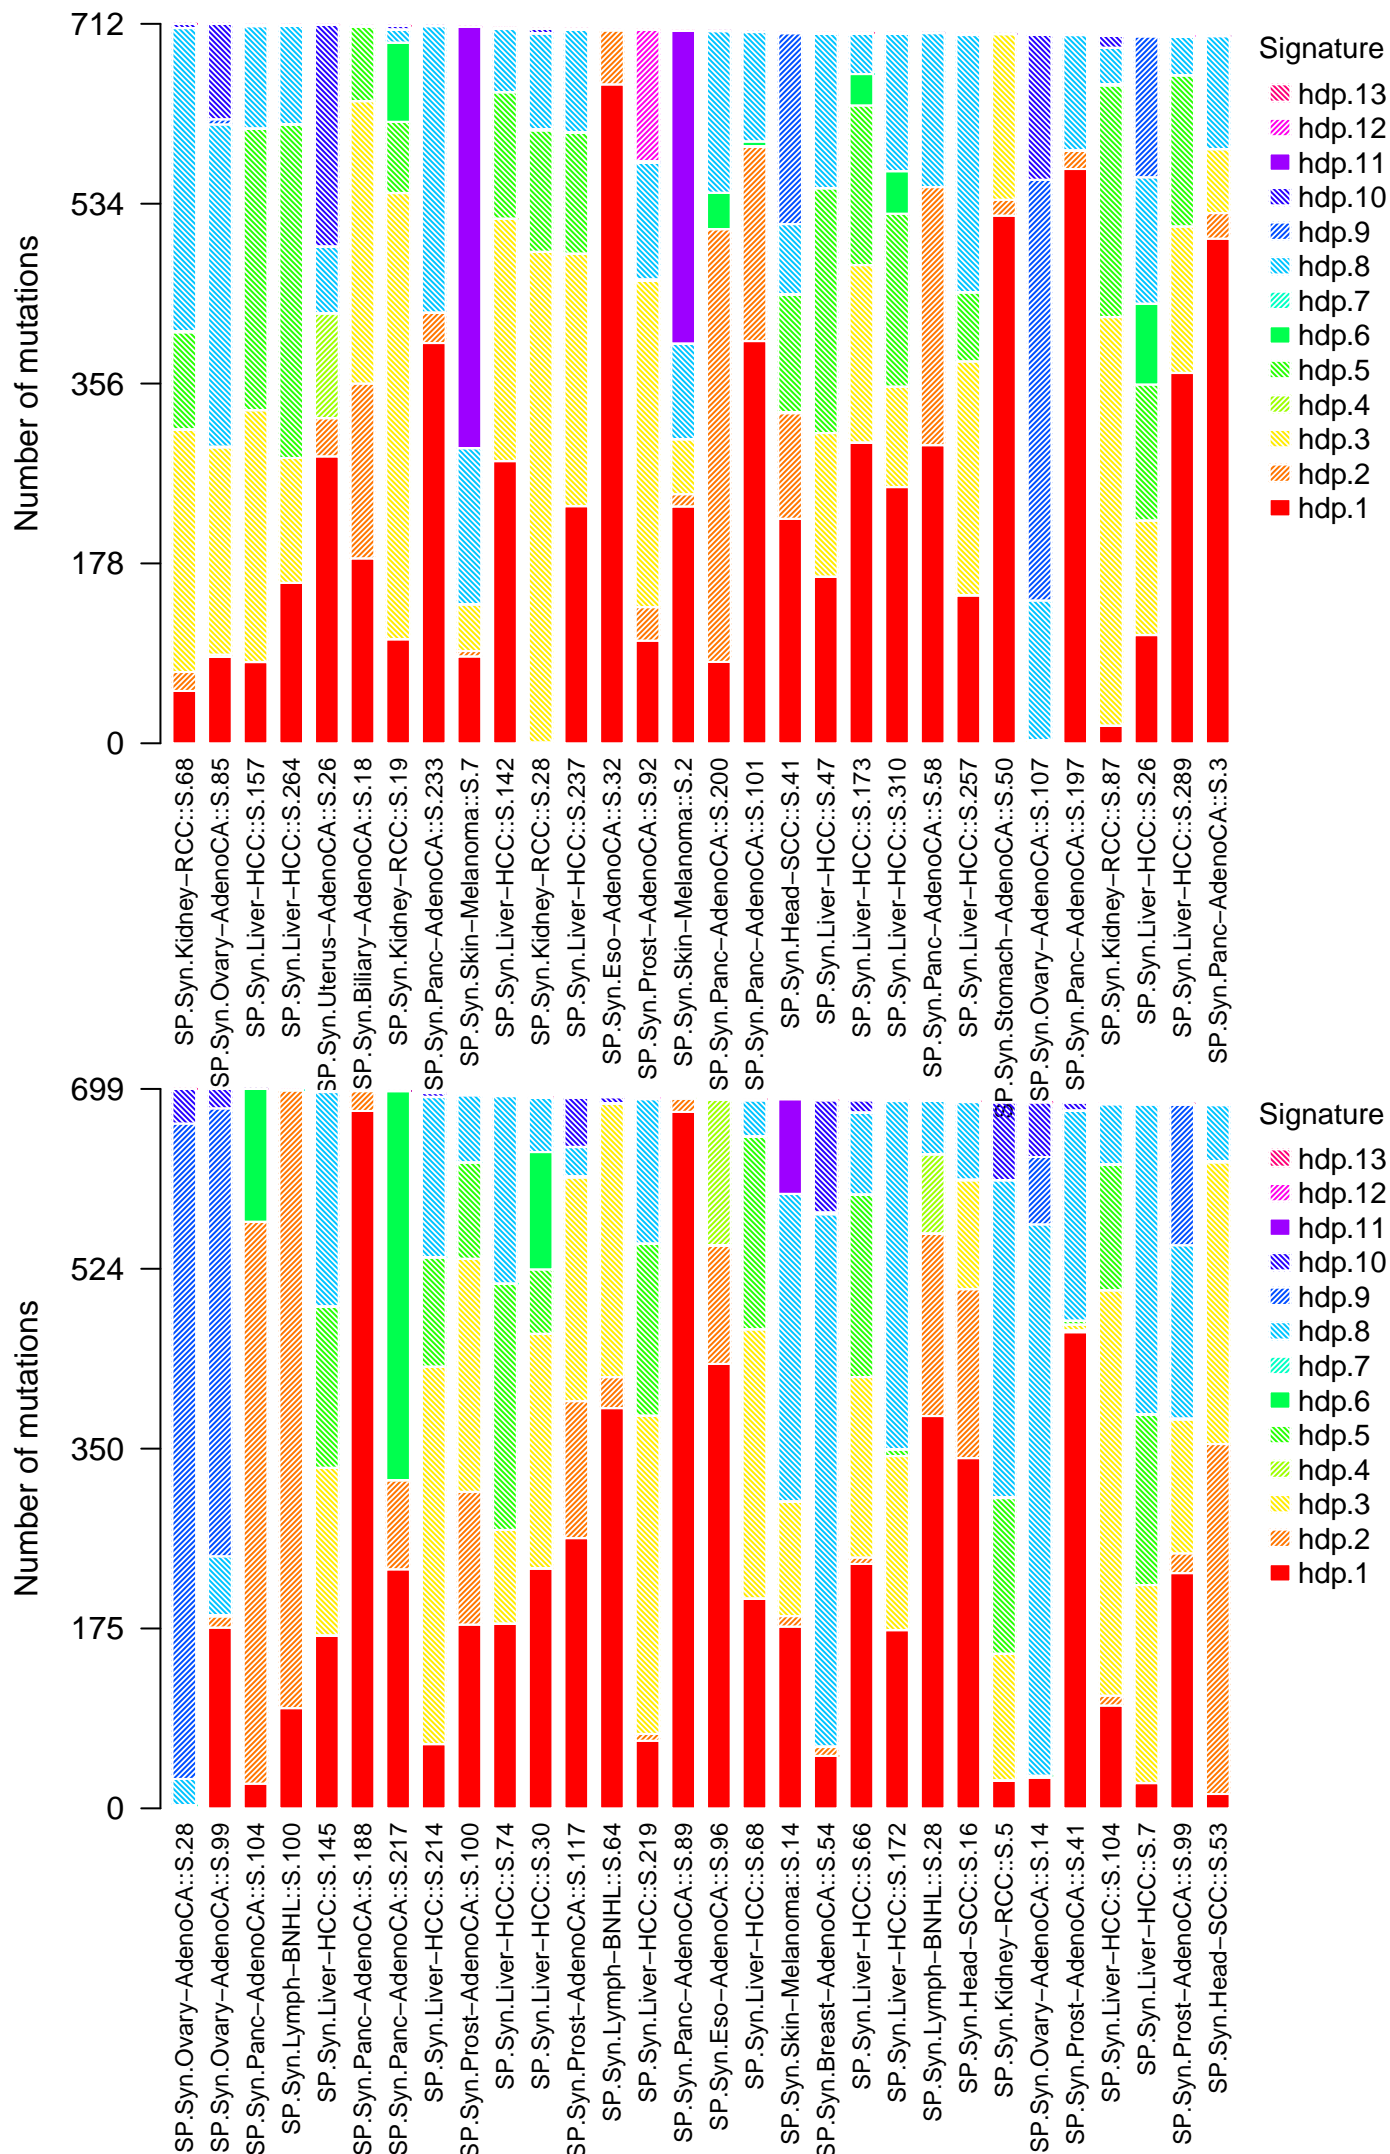 Number of mutations
712
534
356
178
0
Signature
hdp.13
hdp.12
hdp.11
hdp.10
hdp.9
hdp.8
hdp.7
hdp.6
hdp.5
hdp.4
hdp.3
hdp.2
hdp.1
SP.Syn.Kidney−RCC::S.68
SP.Syn.Ovary−AdenoCA::S.85
SP.Syn.Liver−HCC::S.157
SP.Syn.Liver−HCC::S.264
SP.Syn.Uterus−AdenoCA::S.26
SP.Syn.Biliary−AdenoCA::S.18
SP.Syn.Kidney−RCC::S.19
SP.Syn.Panc−AdenoCA::S.233
SP.Syn.Skin−Melanoma::S.7
SP.Syn.Liver−HCC::S.142
SP.Syn.Kidney−RCC::S.28
SP.Syn.Liver−HCC::S.237
SP.Syn.Eso−AdenoCA::S.32
SP.Syn.Prost−AdenoCA::S.92
SP.Syn.Skin−Melanoma::S.2
SP.Syn.Panc−AdenoCA::S.200
SP.Syn.Panc−AdenoCA::S.101
SP.Syn.Head−SCC::S.41
SP.Syn.Liver−HCC::S.47
SP.Syn.Liver−HCC::S.173
SP.Syn.Liver−HCC::S.310
SP.Syn.Panc−AdenoCA::S.58
SP.Syn.Liver−HCC::S.257
SP.Syn.Stomach−AdenoCA::S.50
SP.Syn.Ovary−AdenoCA::S.107
SP.Syn.Panc−AdenoCA::S.197
SP.Syn.Kidney−RCC::S.87
SP.Syn.Liver−HCC::S.26
SP.Syn.Liver−HCC::S.289
SP.Syn.Panc−AdenoCA::S.3
Number of mutations
699
524
350
175
0
Signature
hdp.13
hdp.12
hdp.11
hdp.10
hdp.9
hdp.8
hdp.7
hdp.6
hdp.5
hdp.4
hdp.3
hdp.2
hdp.1
SP.Syn.Ovary−AdenoCA::S.28
SP.Syn.Ovary−AdenoCA::S.99
SP.Syn.Panc−AdenoCA::S.104
SP.Syn.Lymph−BNHL::S.100
SP.Syn.Liver−HCC::S.145
SP.Syn.Panc−AdenoCA::S.188
SP.Syn.Panc−AdenoCA::S.217
SP.Syn.Liver−HCC::S.214
SP.Syn.Prost−AdenoCA::S.100
SP.Syn.Liver−HCC::S.74
SP.Syn.Liver−HCC::S.30
SP.Syn.Prost−AdenoCA::S.117
SP.Syn.Lymph−BNHL::S.64
SP.Syn.Liver−HCC::S.219
SP.Syn.Panc−AdenoCA::S.89
SP.Syn.Eso−AdenoCA::S.96
SP.Syn.Liver−HCC::S.68
SP.Syn.Skin−Melanoma::S.14
SP.Syn.Breast−AdenoCA::S.54
SP.Syn.Liver−HCC::S.66
SP.Syn.Liver−HCC::S.172
SP.Syn.Lymph−BNHL::S.28
SP.Syn.Head−SCC::S.16
SP.Syn.Kidney−RCC::S.5
SP.Syn.Ovary−AdenoCA::S.14
SP.Syn.Prost−AdenoCA::S.41
SP.Syn.Liver−HCC::S.104
SP.Syn.Liver−HCC::S.7
SP.Syn.Prost−AdenoCA::S.99
SP.Syn.Head−SCC::S.53